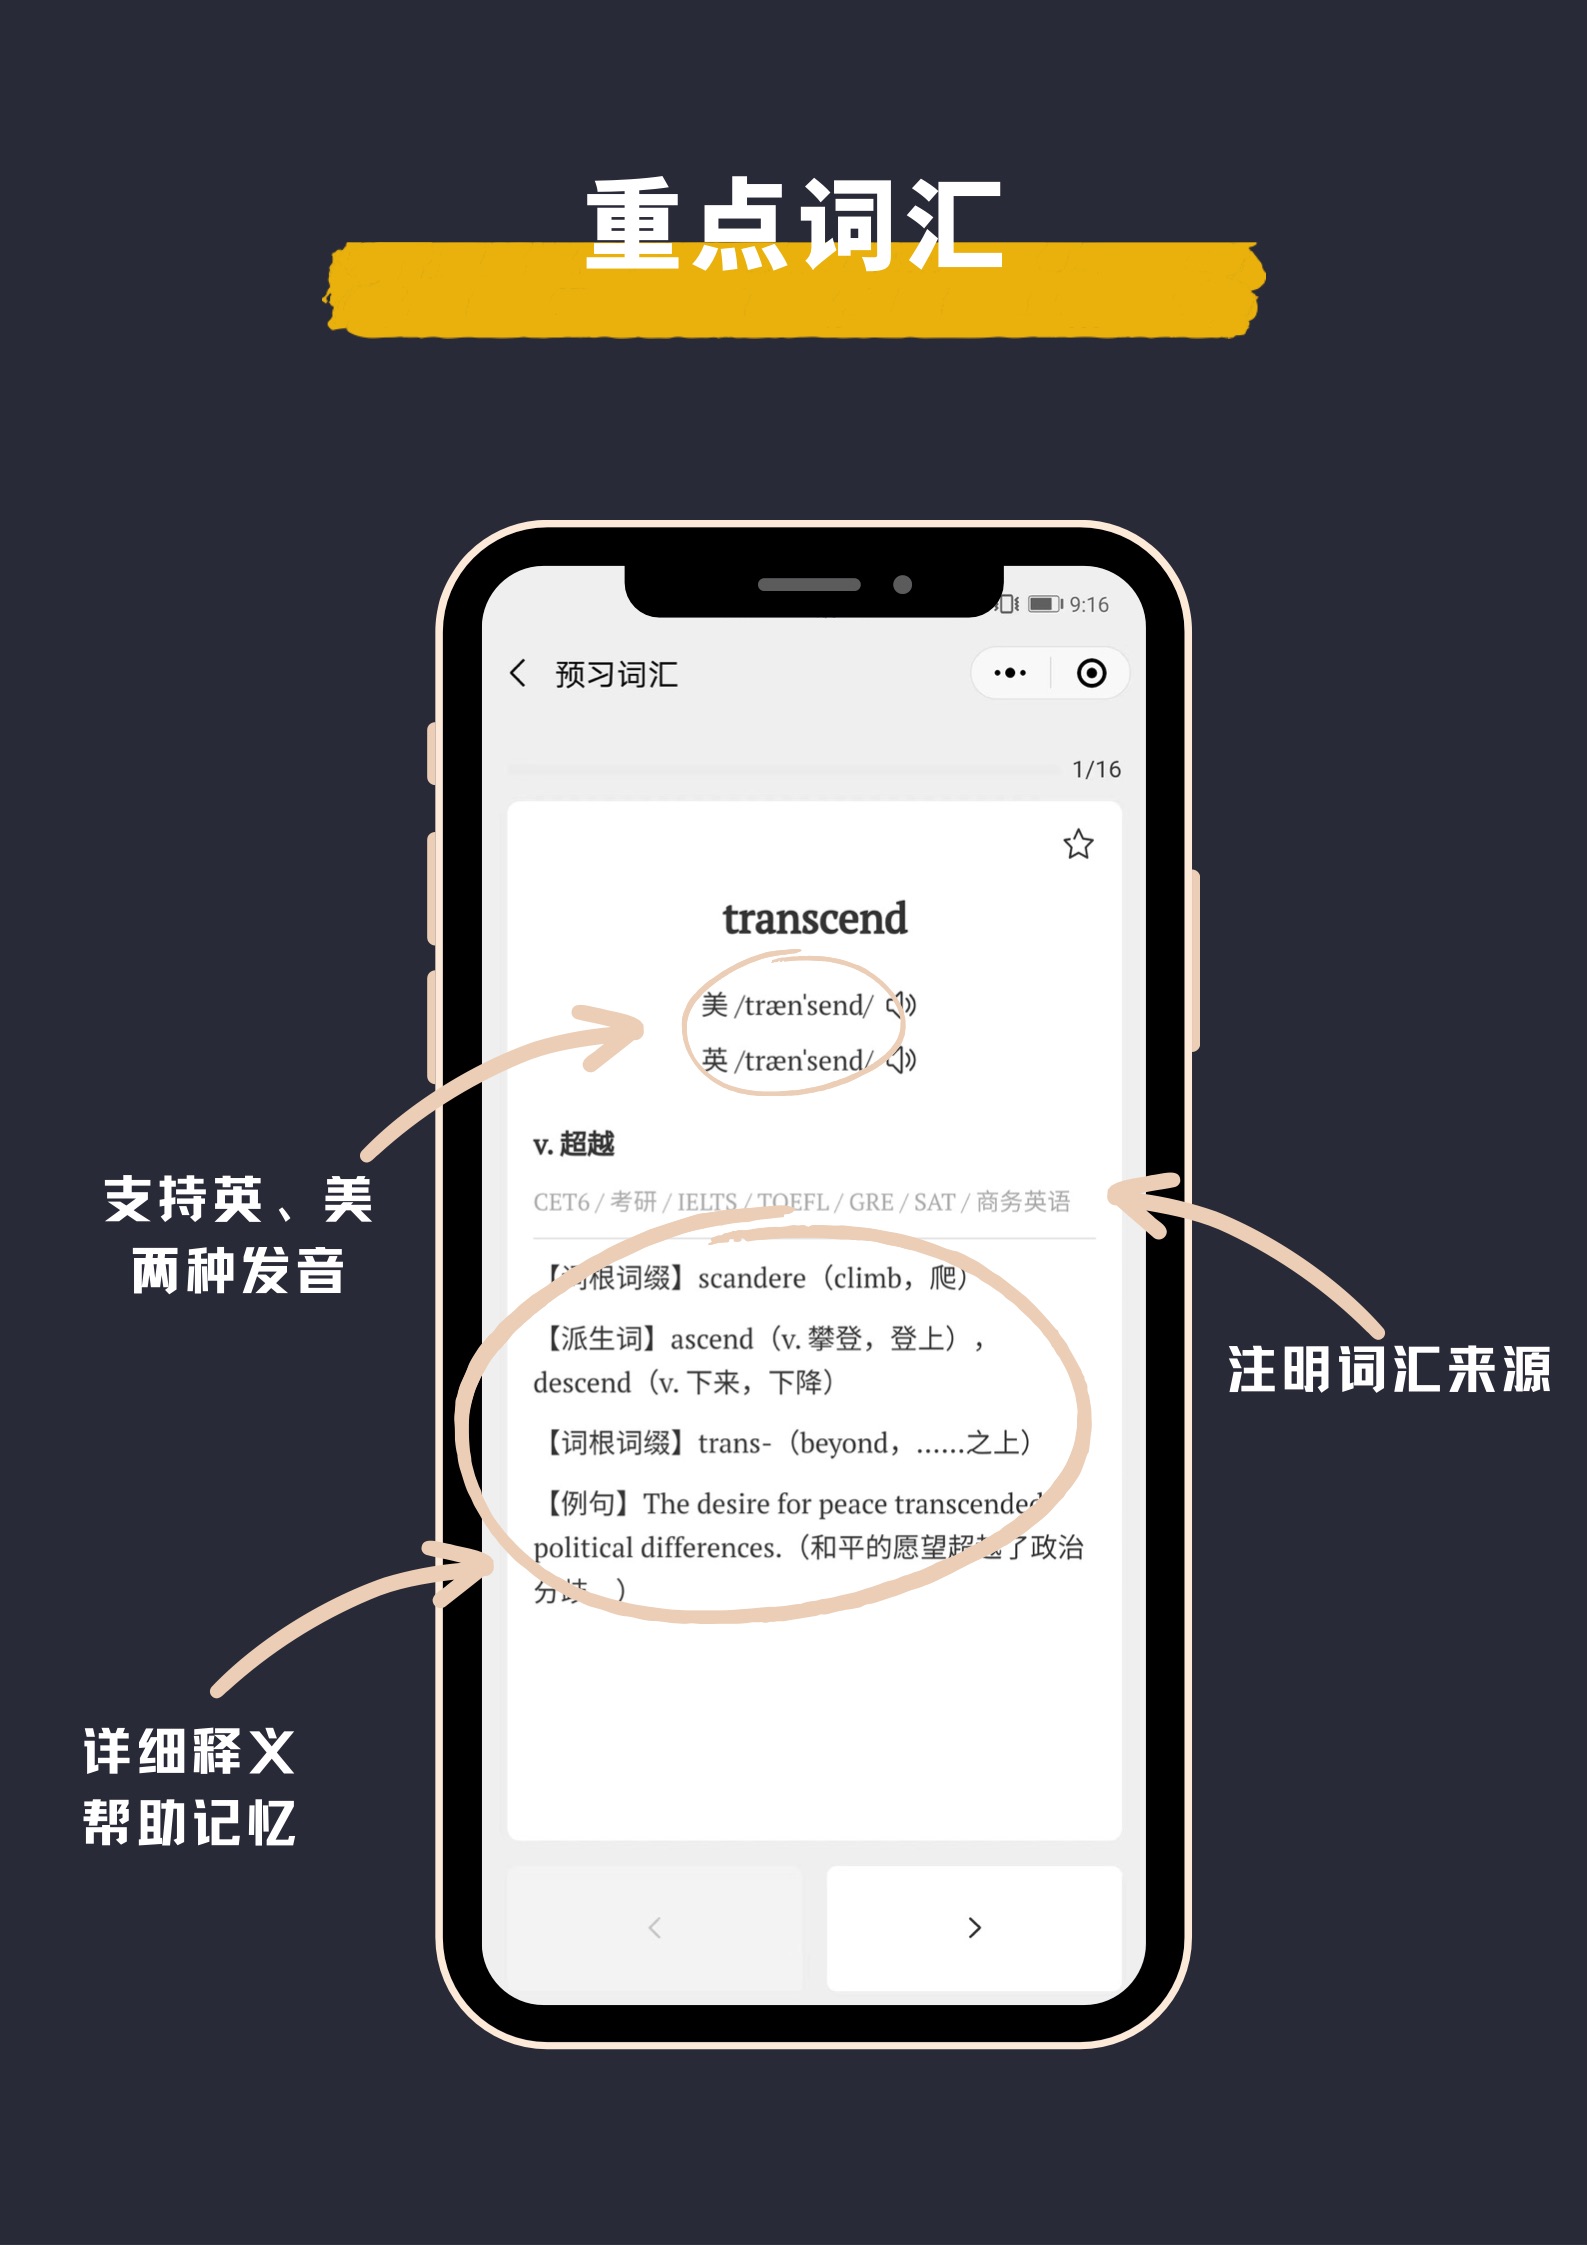 重点词汇
9:16
预习词汇
1/16
transcend
美 /træn'send/
英 /træn'send/
v. 超越
CET6 / 考研 / IELTS / TOEFL / GRE / SAT / 商务英语
【词根词缀】scandere（climb，爬）
【派生词】ascend（v. 攀登，登上），
descend（v. 下来，下降）
【词根词缀】trans-（beyond，……之上）
【例句】The desire for peace transcended
political differences.（和平的愿望超越了政治
分歧。）
支持英、美
两种发音
注明词汇来源
详细释义
帮助记忆